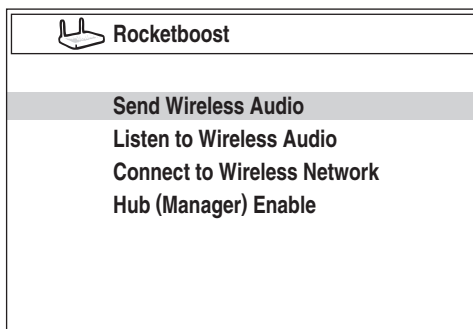 Rocketboost
Send Wireless Audio
Listen to Wireless Audio
Connect to Wireless Network
Hub (Manager) Enable